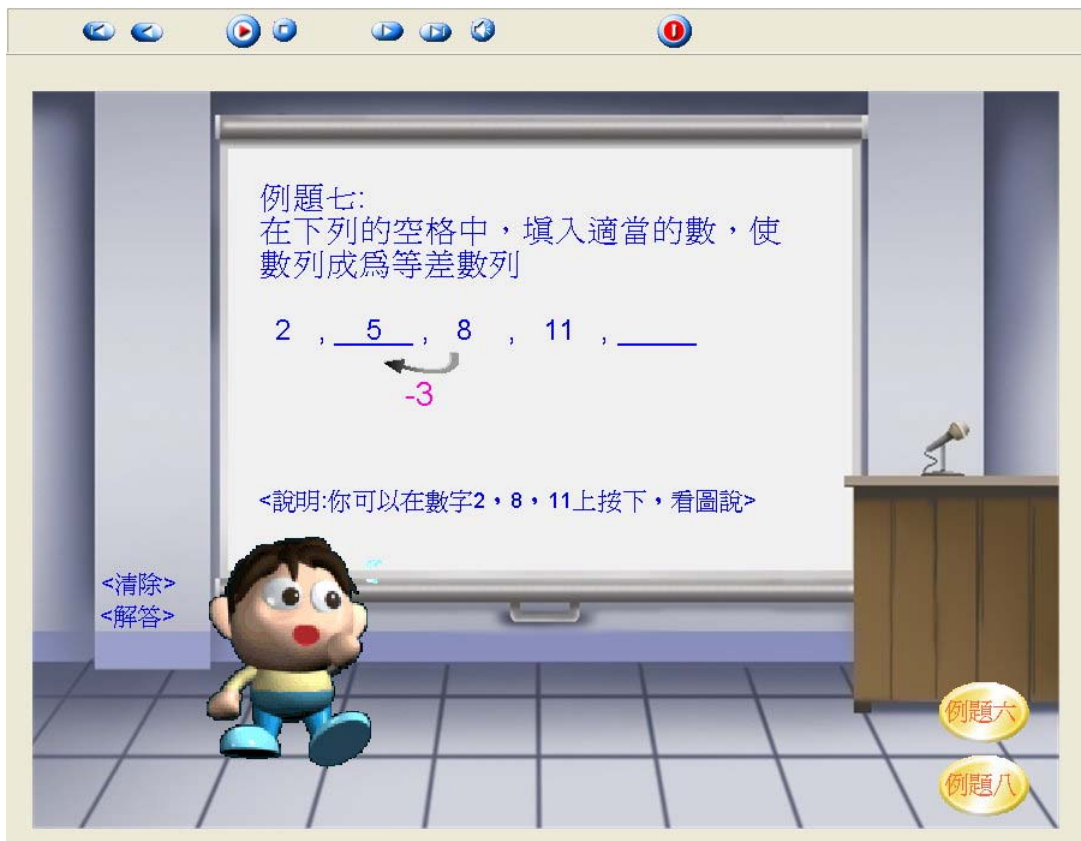 例題七:
在下列的空格中，填入適當的數，使
數列成爲等差數列
2 , 5 , 8 , 11 , _____
-3
<說明:你可以在數字2，8，11上按下，看圖說>
<清除>
<解答>
例題六
例題八